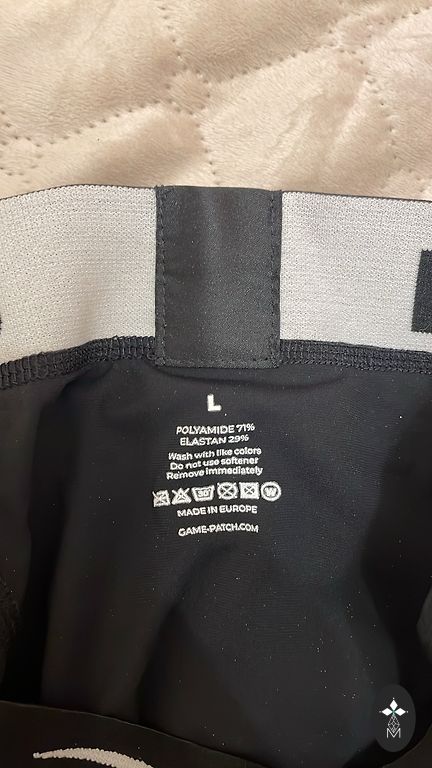 L
POLYAMIDE 71%
ELASTAN 29%
Wash with like colors
Do not use softener
Remove immediately
30°
W
MADE IN EUROPE
GAME-PATCH.COM
M